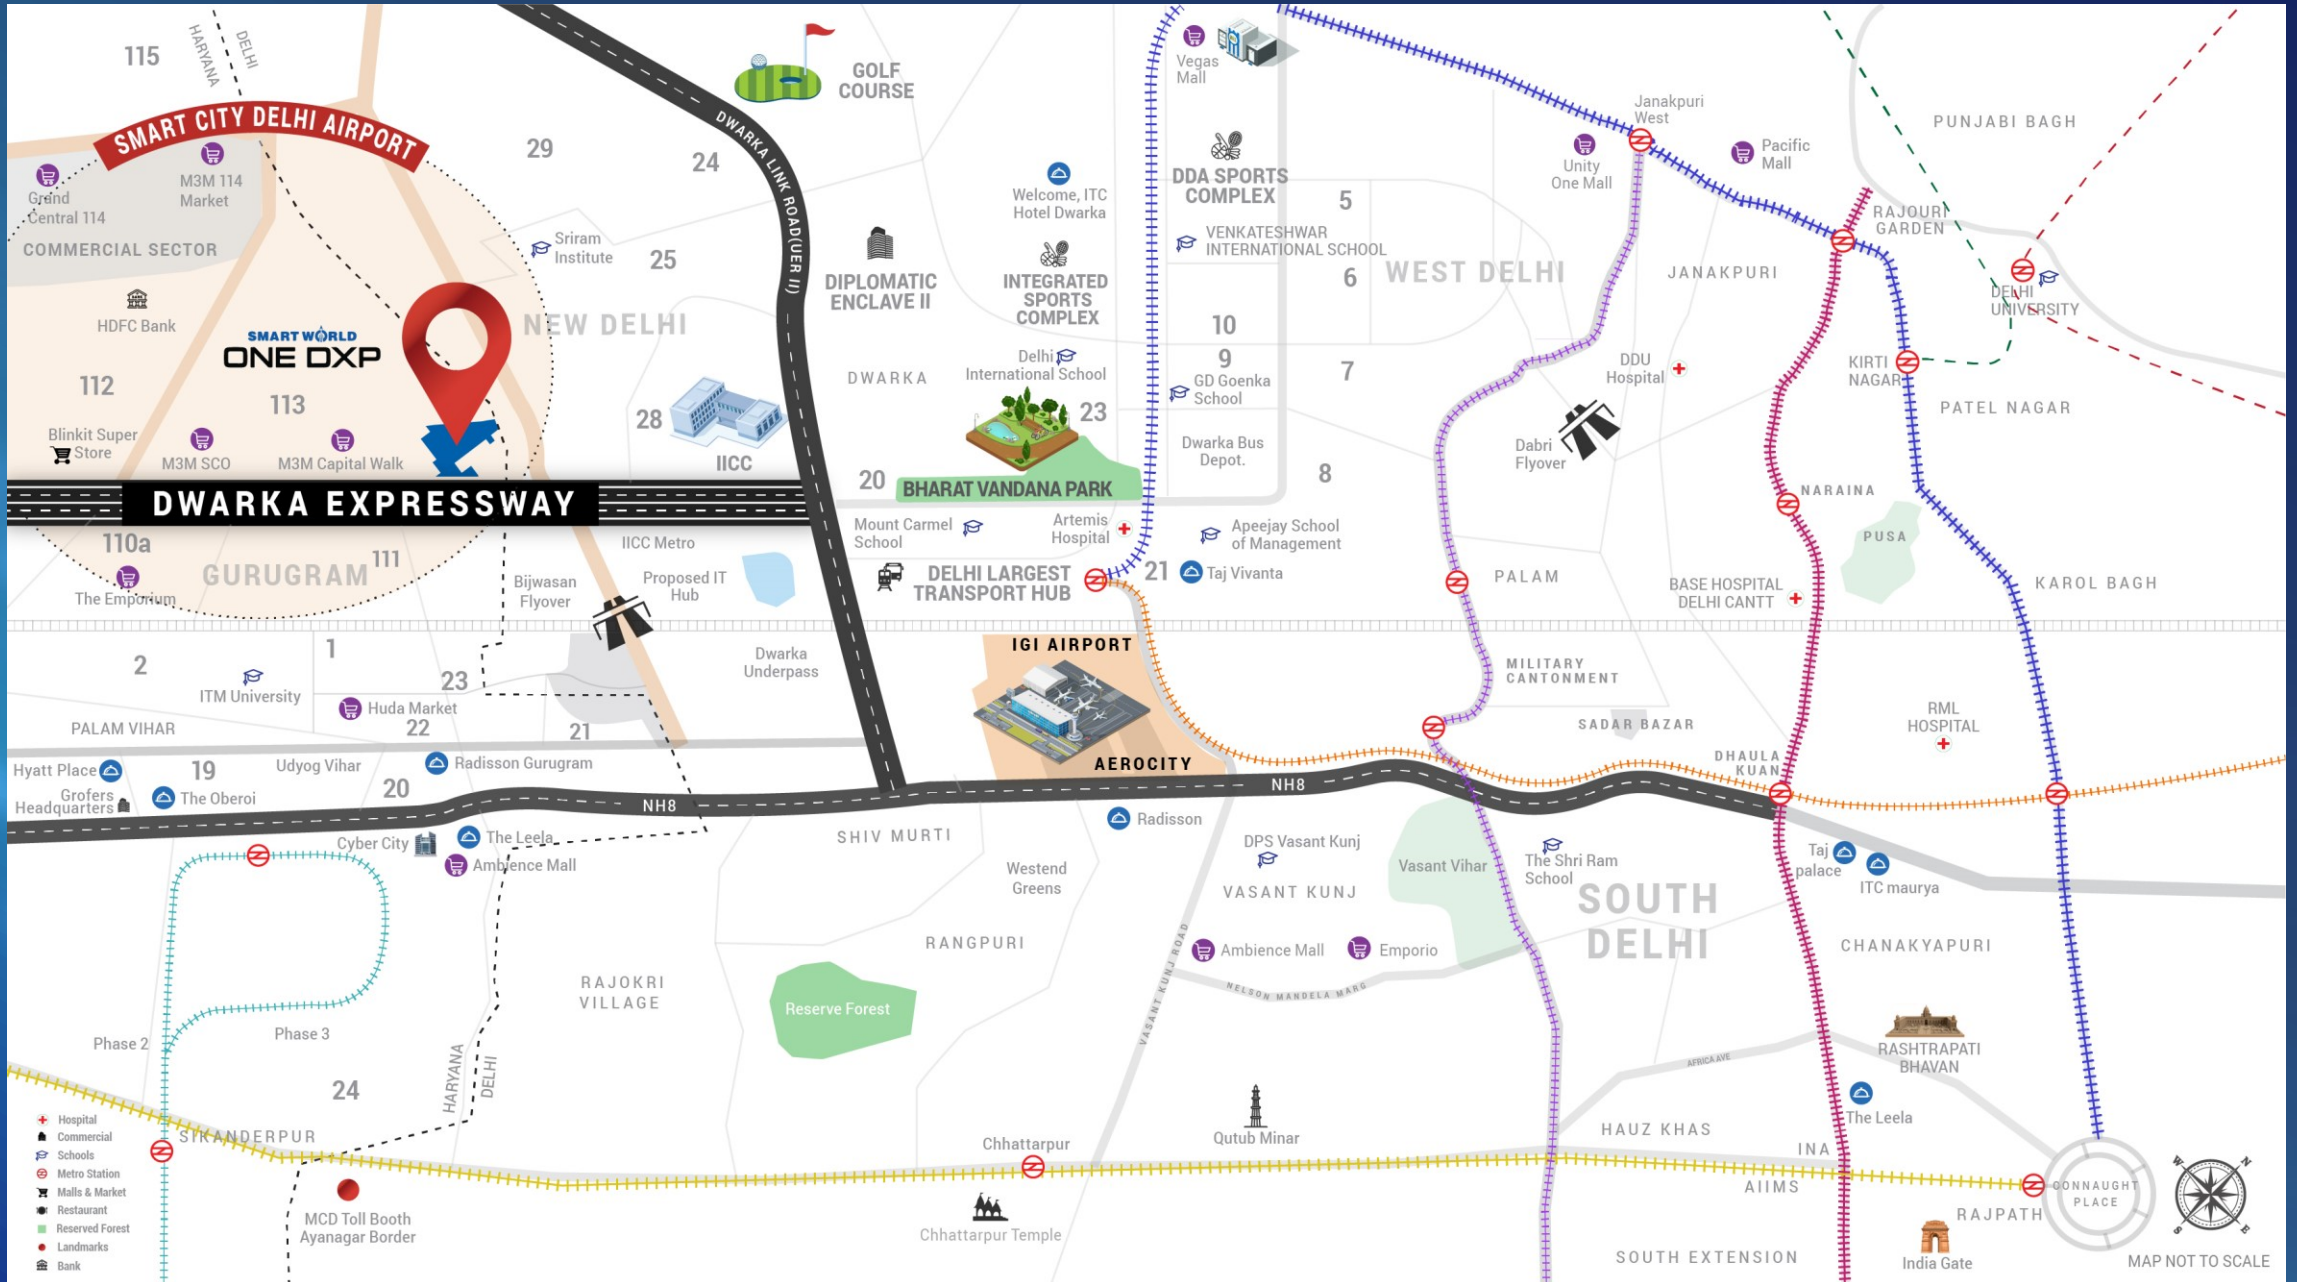 115
HARYANA
DELHI
SMART CITY DELHI AIRPORT
Grand
Central 114
M3M 114
Market
COMMERCIAL SECTOR
HDFC Bank
SMART WORLD
ONE DXP
112
113
Blinkit Super
Store
M3M SCO
M3M Capital Walk
DWARKA EXPRESSWAY
110a
111
GURUGRAM
The Emporium
29
24
Sriram
Institute
25
NEW DELHI
28
IICC
IICC Metro
Bijwasan
Flyover
Proposed IT
Hub
DWARKA LINK ROAD(UER II)
GOLF
COURSE
DIPLOMATIC
ENCLAVE II
DWARKA
Welcome, ITC
Hotel Dwarka
INTEGRATED
SPORTS
COMPLEX
Delhi
International School
23
20
BHARAT VANDANA PARK
Mount Carmel
School
Artemis
Hospital
DELHI LARGEST
TRANSPORT HUB
21
Taj Vivanta
Apeejay School
of Management
Vegas
Mall
DDA SPORTS
COMPLEX
VENKATESHWAR
INTERNATIONAL SCHOOL
5
6
10
9
GD Goenka
School
7
Dwarka Bus
Depot.
8
WEST DELHI
Janakpuri
West
Unity
One Mall
Pacific
Mall
PUNJABI BAGH
RAJOURI
GARDEN
JANAKPURI
DELHI
UNIVERSITY
DDU
Hospital
KIRTI
NAGAR
PATEL NAGAR
Dabri
Flyover
NARAINA
PUSA
PALAM
BASE HOSPITAL
DELHI CANTT
KAROL BAGH
2
1
ITM University
23
Huda Market
22
21
PALAM VIHAR
Dwarka
Underpass
IGI AIRPORT
AEROCITY
MILITARY
CANTONMENT
SADAR BAZAR
RML
HOSPITAL
DHAULA
KUAN
Hyatt Place
19
Udyog Vihar
Radisson Gurugram
Grofers
Headquarters
The Oberoi
20
NH8
NH8
Cyber City
The Leela
Ambience Mall
SHIV MURTI
Radisson
Westend
Greens
DPS Vasant Kunj
VASANT KUNJ
Vasant Vihar
The Shri Ram
School
SOUTH
DELHI
Taj
palace
ITC maurya
CHANAKYAPURI
RANGPURI
Ambience Mall
Emporio
NELSON MANDELA MARG
VASANT KUNJ ROAD
RAJOKRI
VILLAGE
Reserve Forest
Phase 2
Phase 3
24
HARYANA
DELHI
AFRICA AVE
RASHTRAPATI
BHAVAN
The Leela
Hospital
Commercial
Schools
Metro Station
Malls & Market
Restaurant
Reserved Forest
Landmarks
Bank
SIKANDERPUR
MCD Toll Booth
Ayanagar Border
Chhattarpur
Chhattarpur Temple
Qutub Minar
HAUZ KHAS
INA
AIIMS
SOUTH EXTENSION
RAJPATH
India Gate
CONNAUGHT
PLACE
W
N
S
E
MAP NOT TO SCALE